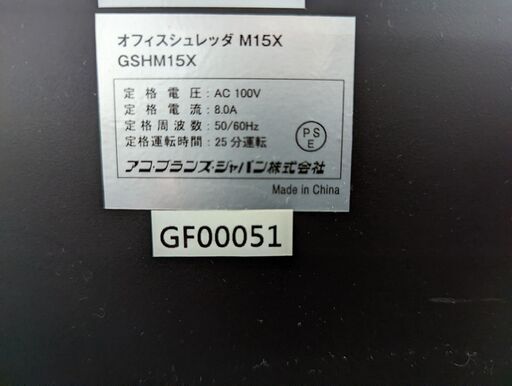 オフィスシュレッダ M15X
GSHM15X
定格電圧：AC 100V
定格電流：8.0A
定格周波数：50/60Hz
定格運転時間：25分運転
PS
E
アコ・ブランズ・ジャパン株式会社
Made in China
GF00051